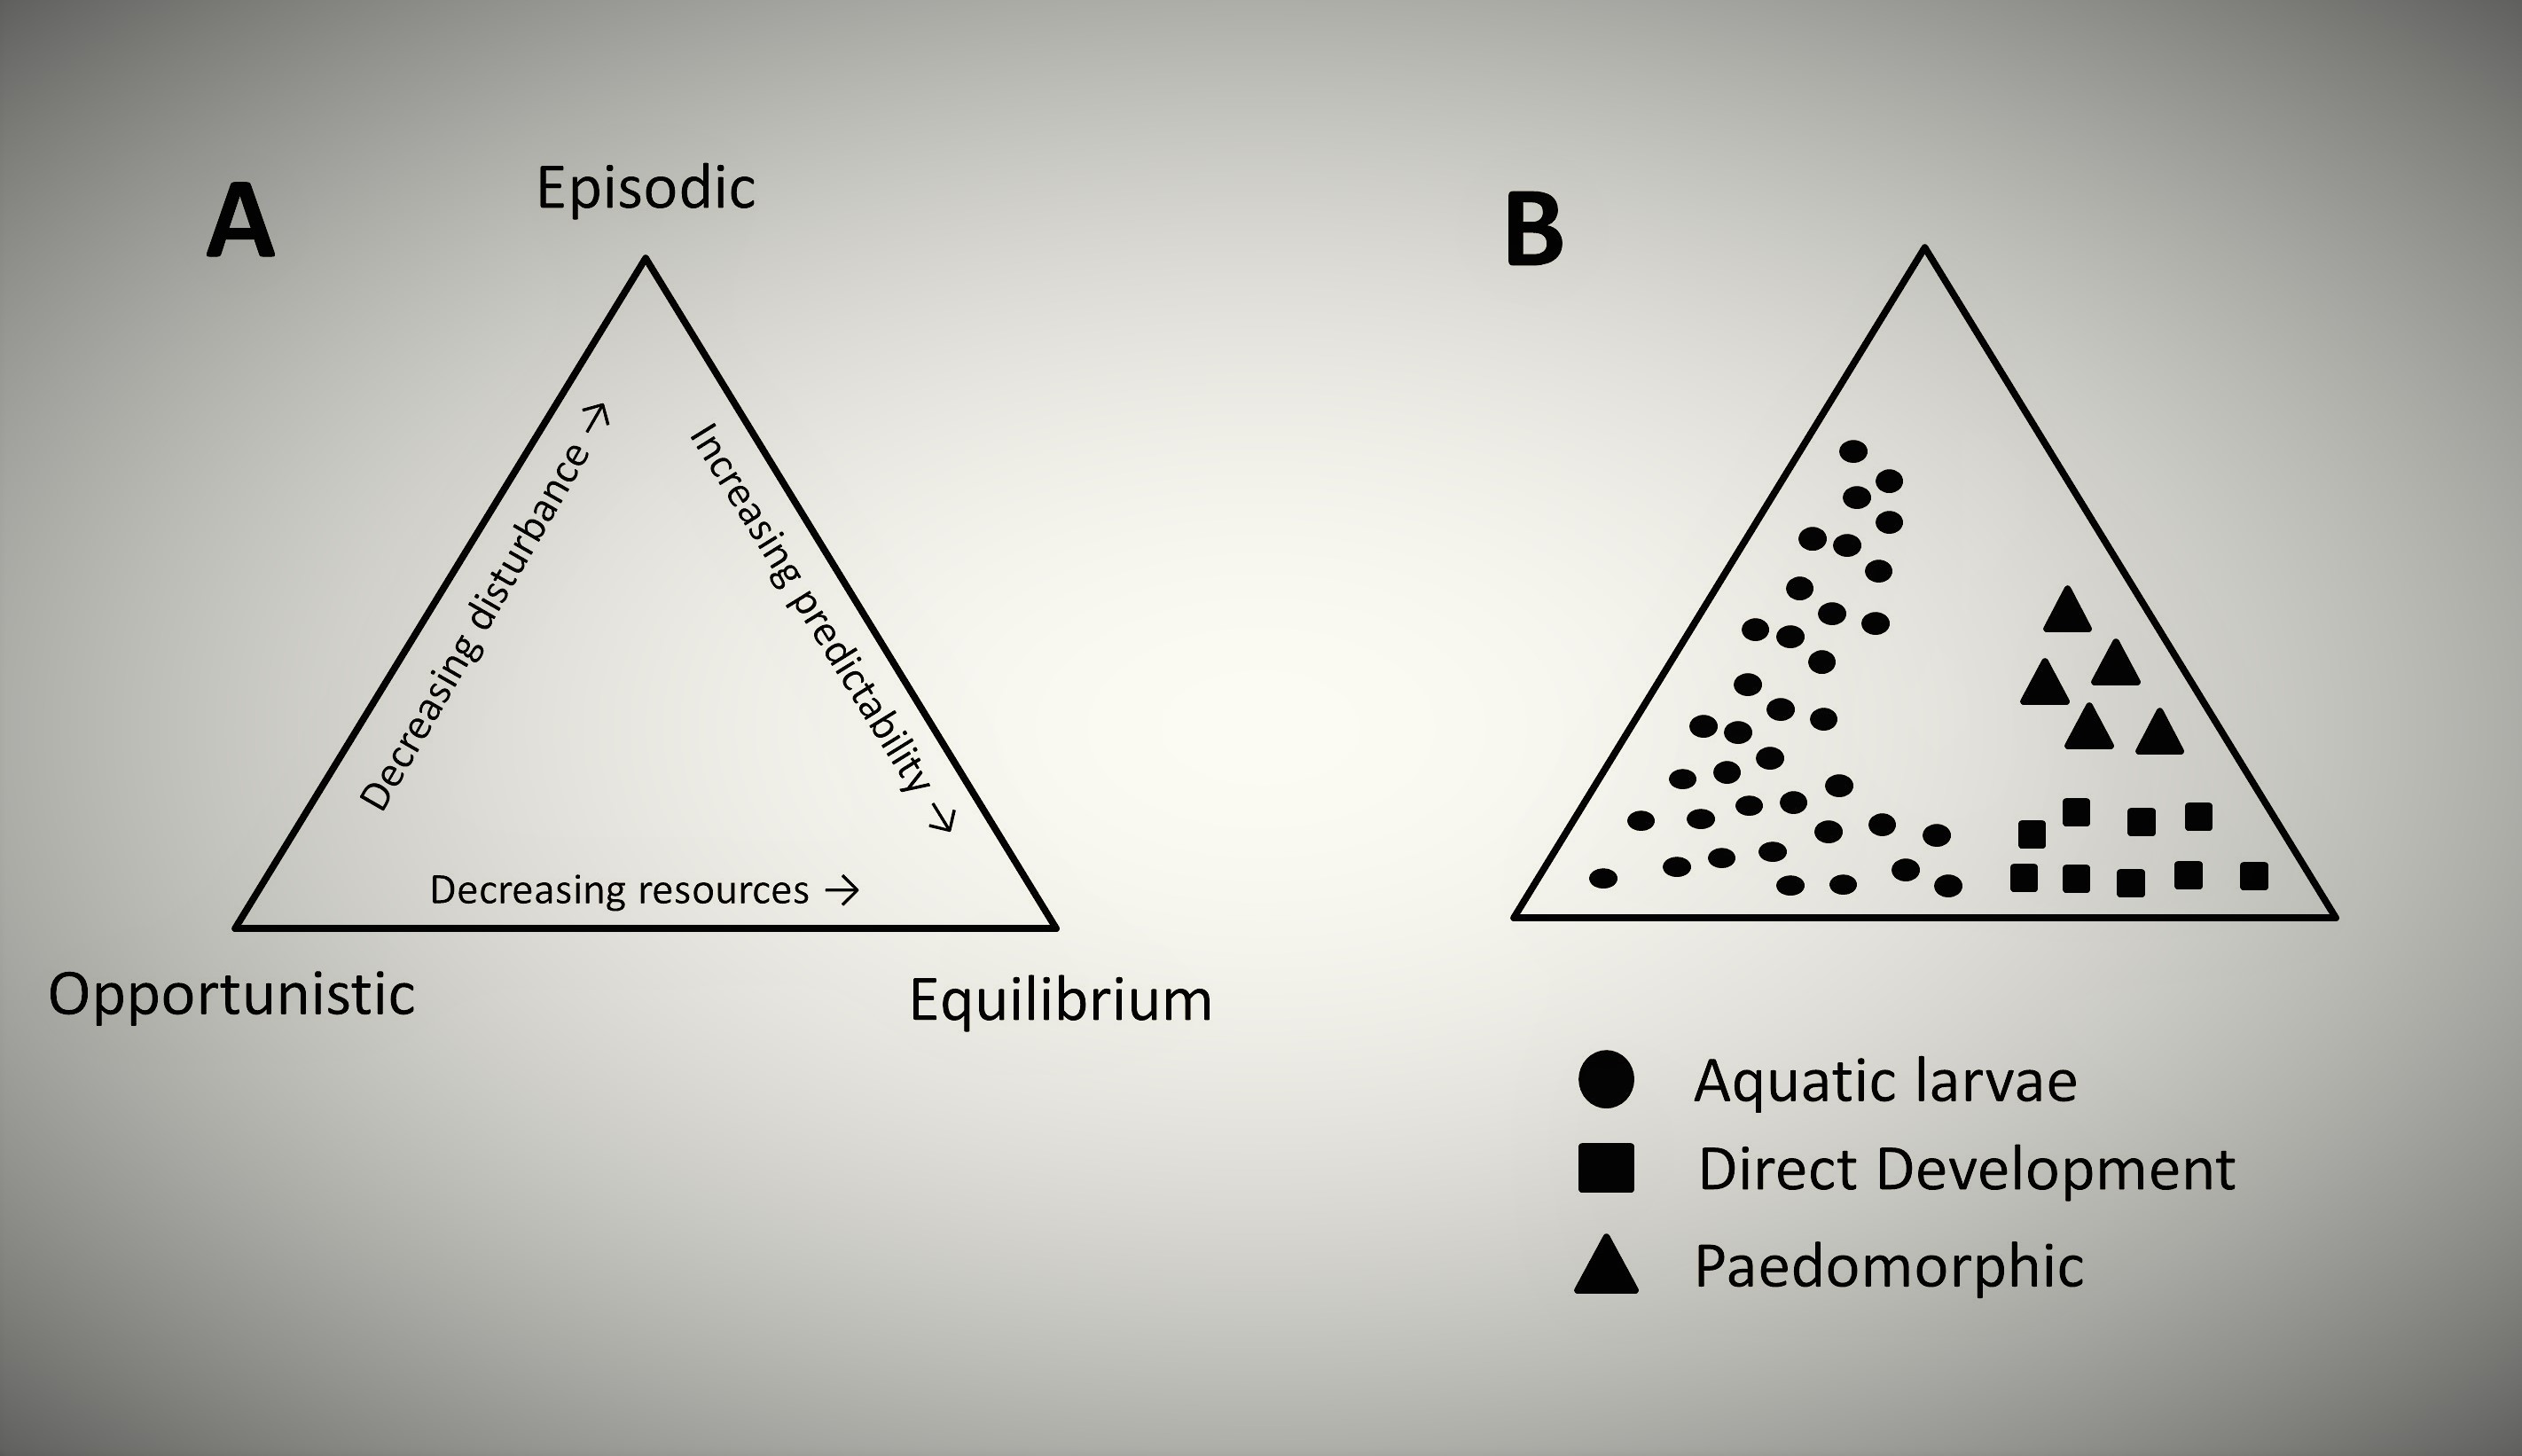 A
Episodic
Decreasing disturbance →
Increasing predictability →
Decreasing resources →
Opportunistic
Equilibrium
B
Aquatic larvae
Direct Development
Paedomorphic